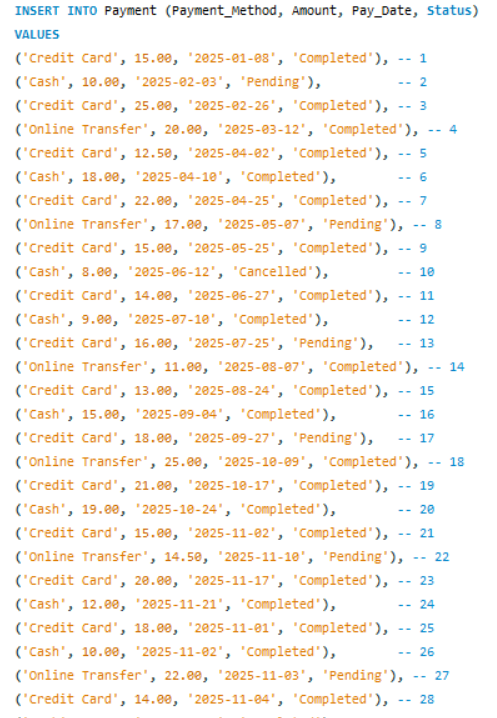 INSERT INTO Payment (Payment_Method, Amount, Pay_Date, Status)
VALUES
('Credit Card', 15.00, '2025-01-08', 'Completed'), -- 1
('Cash', 10.00, '2025-02-03', 'Pending'), -- 2
('Credit Card', 25.00, '2025-02-26', 'Completed'), -- 3
('Online Transfer', 20.00, '2025-03-12', 'Completed'), -- 4
('Credit Card', 12.50, '2025-04-02', 'Completed'), -- 5
('Cash', 18.00, '2025-04-10', 'Completed'), -- 6
('Credit Card', 22.00, '2025-04-25', 'Completed'), -- 7
('Online Transfer', 17.00, '2025-05-07', 'Pending'), -- 8
('Credit Card', 15.00, '2025-05-25', 'Completed'), -- 9
('Cash', 8.00, '2025-06-12', 'Cancelled'), -- 10
('Credit Card', 14.00, '2025-06-27', 'Completed'), -- 11
('Cash', 9.00, '2025-07-10', 'Completed'), -- 12
('Credit Card', 16.00, '2025-07-25', 'Pending'), -- 13
('Online Transfer', 11.00, '2025-08-07', 'Completed'), -- 14
('Credit Card', 13.00, '2025-08-24', 'Completed'), -- 15
('Cash', 15.00, '2025-09-04', 'Completed'), -- 16
('Credit Card', 18.00, '2025-09-27', 'Pending'), -- 17
('Online Transfer', 25.00, '2025-10-09', 'Completed'), -- 18
('Credit Card', 21.00, '2025-10-17', 'Completed'), -- 19
('Cash', 19.00, '2025-10-24', 'Completed'), -- 20
('Credit Card', 15.00, '2025-11-02', 'Completed'), -- 21
('Online Transfer', 14.50, '2025-11-10', 'Pending'), -- 22
('Credit Card', 20.00, '2025-11-17', 'Completed'), -- 23
('Cash', 12.00, '2025-11-21', 'Completed'), -- 24
('Credit Card', 18.00, '2025-11-01', 'Completed'), -- 25
('Cash', 10.00, '2025-11-02', 'Completed'), -- 26
('Online Transfer', 22.00, '2025-11-03', 'Pending'), -- 27
('Credit Card', 14.00, '2025-11-04', 'Completed'), -- 28